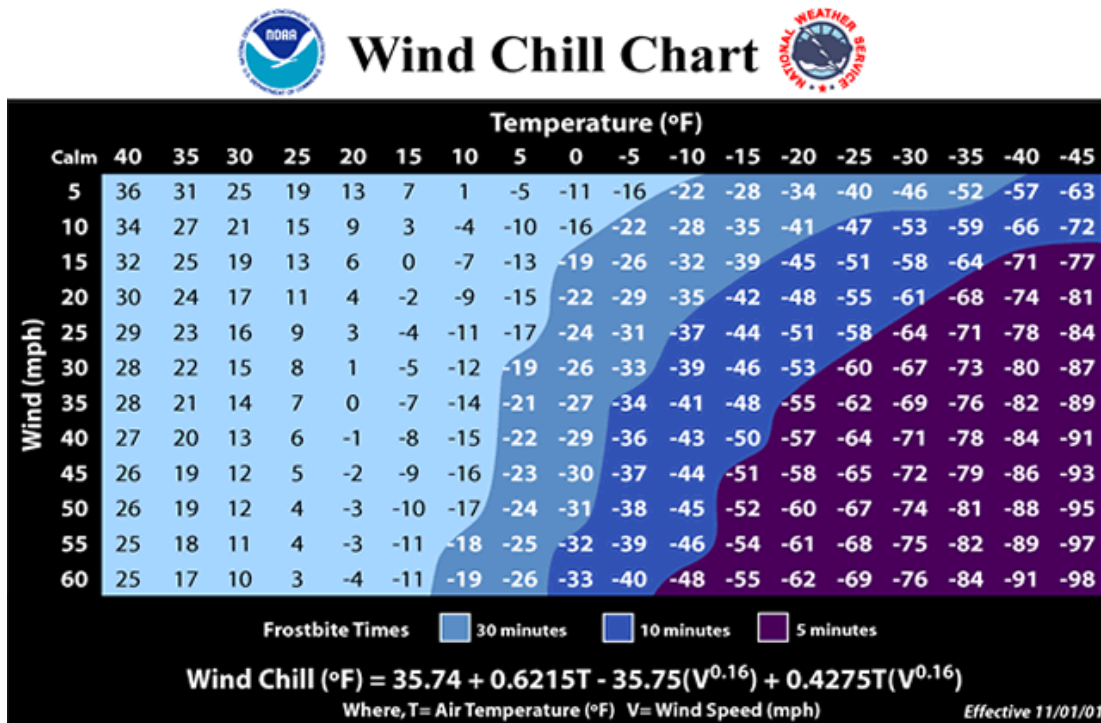 NOAA
NATIONAL OCEANIC AND ATMOSPHERIC ADMINISTRATION
U.S. DEPARTMENT OF COMMERCE
Wind Chill Chart
NATIONAL WEATHER SERVICE
Temperature (ºF)
Calm 40 35 30 25 20 15 10 5 0 -5 -10 -15 -20 -25 -30 -35 -40 -45
Wind (mph)
5 36 31 25 19 13 7 1 -5 -11 -16 -22 -28 -34 -40 -46 -52 -57 -63
10 34 27 21 15 9 3 -4 -10 -16 -22 -28 -35 -41 -47 -53 -59 -66 -72
15 32 25 19 13 6 0 -7 -13 -19 -26 -32 -39 -45 -51 -58 -64 -71 -77
20 30 24 17 11 4 -2 -9 -15 -22 -29 -35 -42 -48 -55 -61 -68 -74 -81
25 29 23 16 9 3 -4 -11 -17 -24 -31 -37 -44 -51 -58 -64 -71 -78 -84
30 28 22 15 8 1 -5 -12 -19 -26 -33 -39 -46 -53 -60 -67 -73 -80 -87
35 28 21 14 7 0 -7 -14 -21 -27 -34 -41 -48 -55 -62 -69 -76 -82 -89
40 27 20 13 6 -1 -8 -15 -22 -29 -36 -43 -50 -57 -64 -71 -78 -84 -91
45 26 19 12 5 -2 -9 -16 -23 -30 -37 -44 -51 -58 -65 -72 -79 -86 -93
50 26 19 12 4 -3 -10 -17 -24 -31 -38 -45 -52 -60 -67 -74 -81 -88 -95
55 25 18 11 4 -3 -11 -18 -25 -32 -39 -46 -54 -61 -68 -75 -82 -89 -97
60 25 17 10 3 -4 -11 -19 -26 -33 -40 -48 -55 -62 -69 -76 -84 -91 -98
Frostbite Times 30 minutes 10 minutes 5 minutes
Wind Chill (ºF) = 35.74 + 0.6215T - 35.75(V^0.16) + 0.4275T(V^0.16)
Where, T= Air Temperature (ºF) V= Wind Speed (mph)
Effective 11/01/01